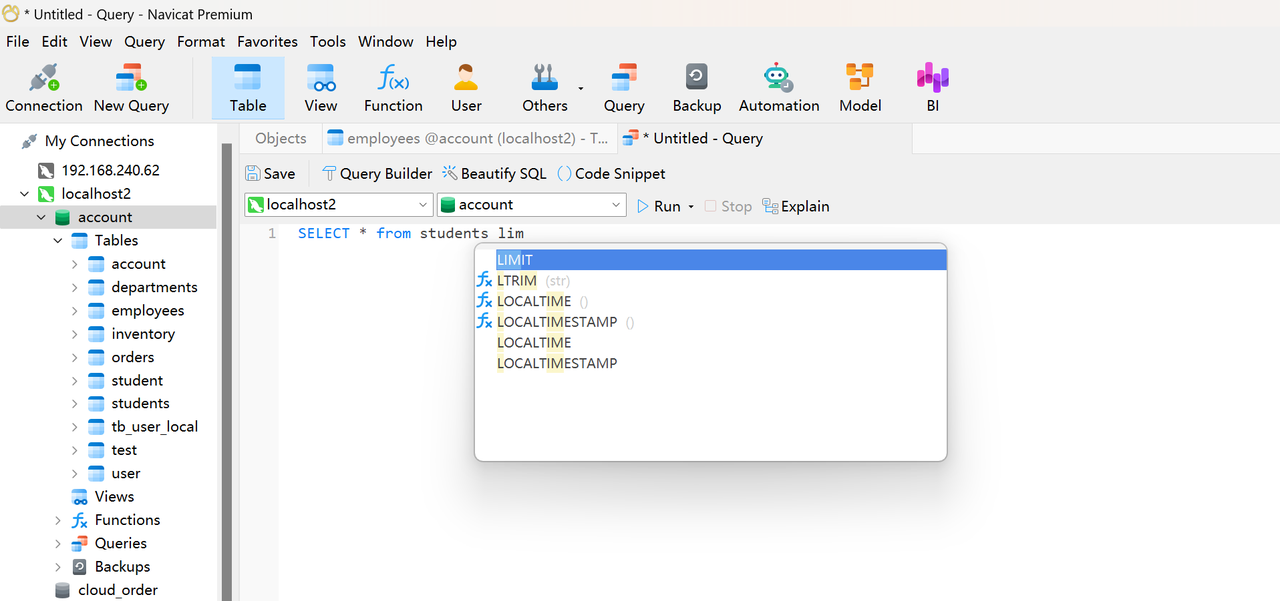 * Untitled - Query - Navicat Premium
File Edit View Query Format Favorites Tools Window Help
Connection New Query Table View Function User Others Query Backup Automation Model BI
My Connections
192.168.240.62
localhost2
account
Tables
account
departments
employees
inventory
orders
student
students
tb_user_local
test
user
Views
Functions
Queries
Backups
cloud_order
Objects employees @account (localhost2) - T... * Untitled - Query
Save Query Builder Beautify SQL () Code Snippet
localhost2 account Run Stop Explain
1 SELECT * from students lim
LIMIT
fx LTRIM (str)
fx LOCALTIME ()
fx LOCALTIMESTAMP ()
LOCALTIME
LOCALTIMESTAMP